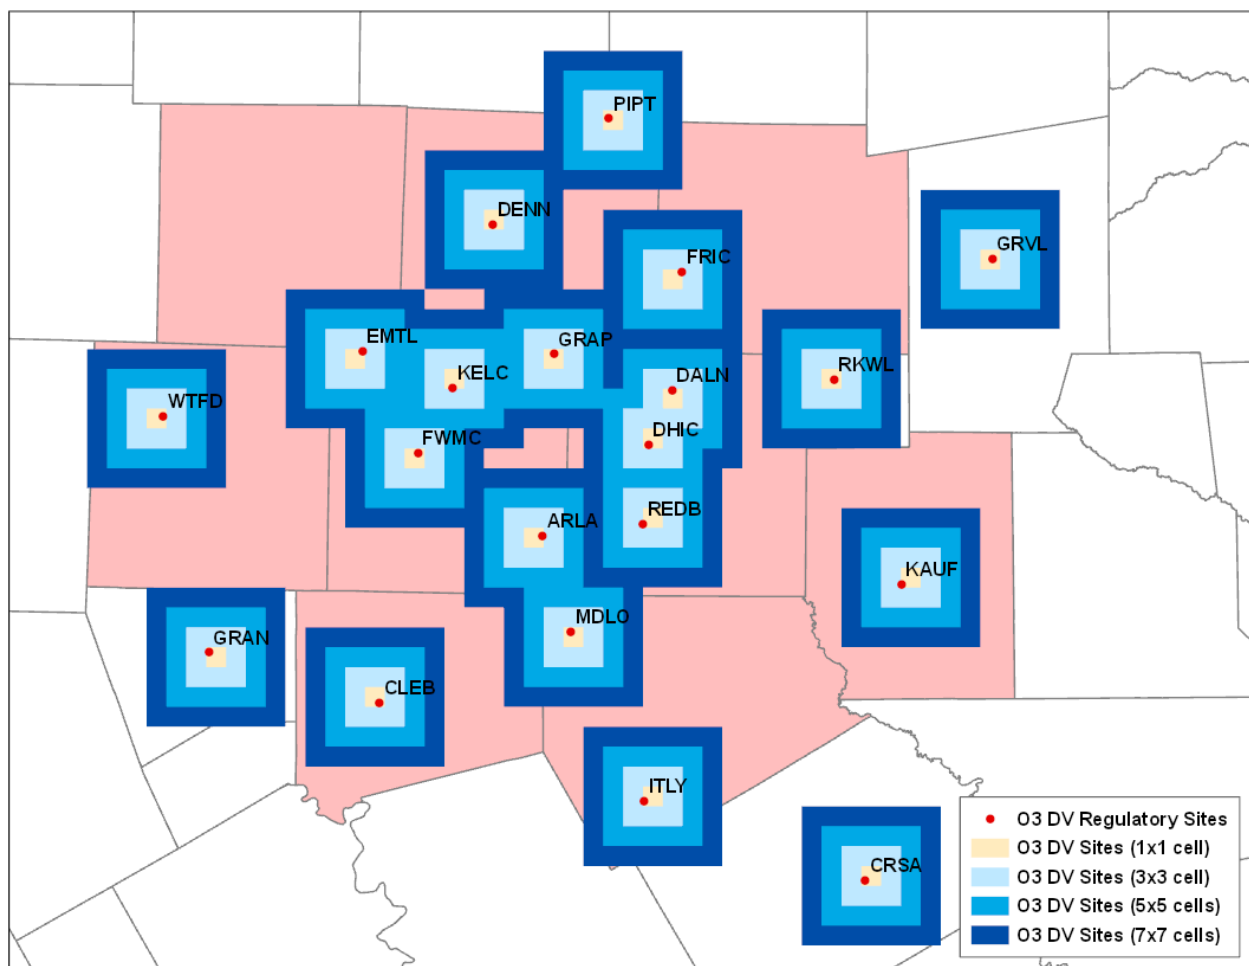 PIPT
DENN
GRVL
FRIC
EMTL
GRAP
RKWL
KELC
DALN
WTFD
DHIC
FWMC
REDB
ARLA
KAUF
MDLO
GRAN
CLEB
ITLY
CRSA
O3 DV Regulatory Sites
O3 DV Sites (1x1 cell)
O3 DV Sites (3x3 cell)
O3 DV Sites (5x5 cells)
O3 DV Sites (7x7 cells)